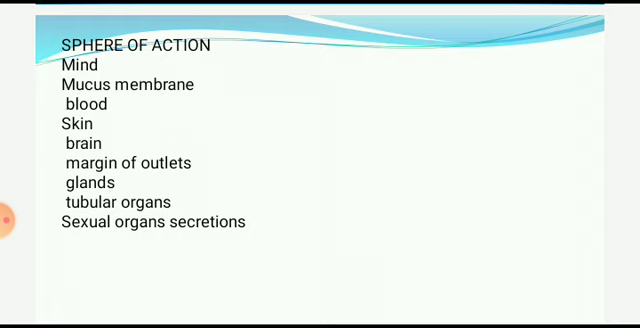 SPHERE OF ACTION
Mind
Mucus membrane
blood
Skin
brain
margin of outlets
glands
tubular organs
Sexual organs secretions